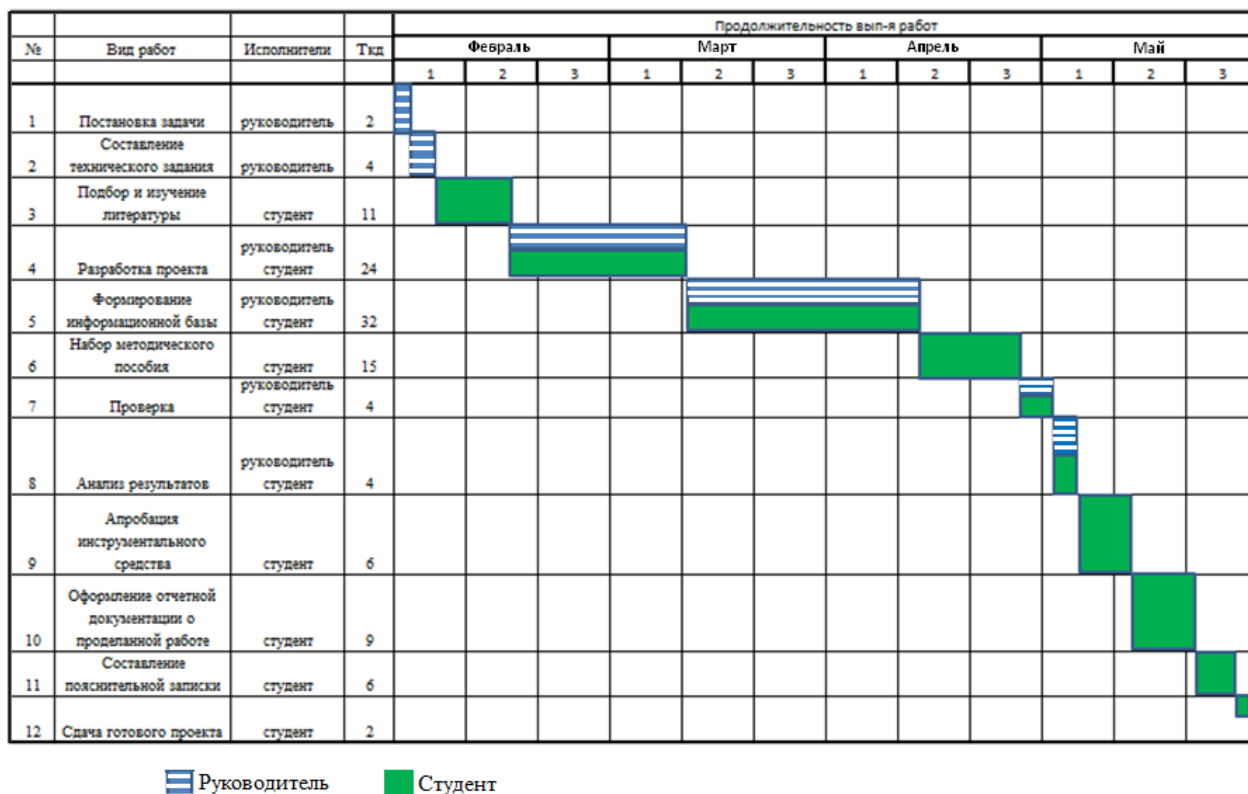 Продолжительность вып-я работ
№ Вид работ Исполнители Ткд Февраль Март Апрель Май
1 2 3 1 2 3 1 2 3 1 2 3
1 Постановка задачи руководитель 2
Составление
2 технического задания руководитель 4
Подбор и изучение
3 литературы студент 11
руководитель
4 Разработка проекта студент 24
Формирование руководитель
5 информационной базы студент 32
Набор методического
6 пособия студент 15
руководитель
7 Проверка студент 4
руководитель
8 Анализ результатов студент 4
Апробация
инструментального
9 средства студент 6
Оформление отчетной
документации о
10 проделанной работе студент 9
Составление
11 пояснительной записки студент 6
12 Сдача готового проекта студент 2
Руководитель Студент